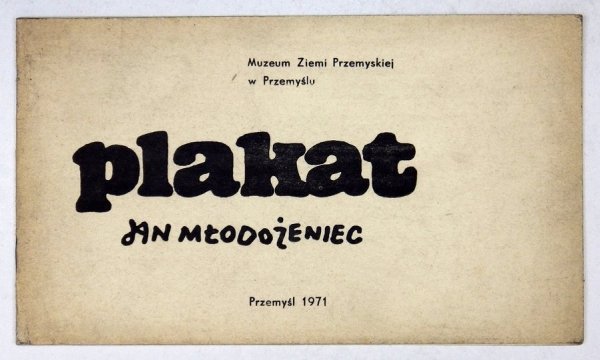 Muzeum Ziemi Przemyskiej
w Przemyślu
plakat
JAN MŁODOŻENIEC
Przemyśl 1971